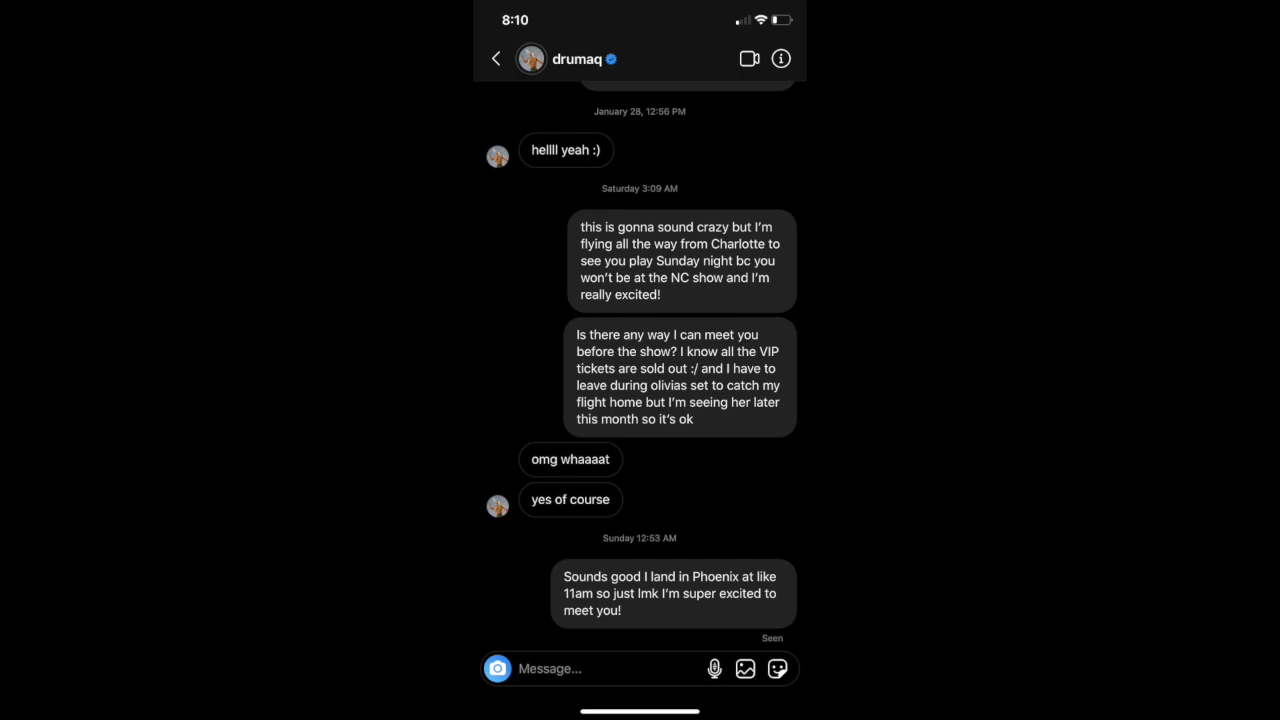 8:10
drumaq
January 28, 12:56 PM
hellll yeah :)
Saturday 3:09 AM
this is gonna sound crazy but I'm
flying all the way from Charlotte to
see you play Sunday night bc you
won't be at the NC show and I'm
really excited!
Is there any way I can meet you
before the show? I know all the VIP
tickets are sold out :/ and I have to
leave during olivias set to catch my
flight home but I'm seeing her later
this month so it's ok
omg whaaaat
yes of course
Sunday 12:53 AM
Sounds good I land in Phoenix at like
11am so just lmk I'm super excited to
meet you!
Seen
Message...